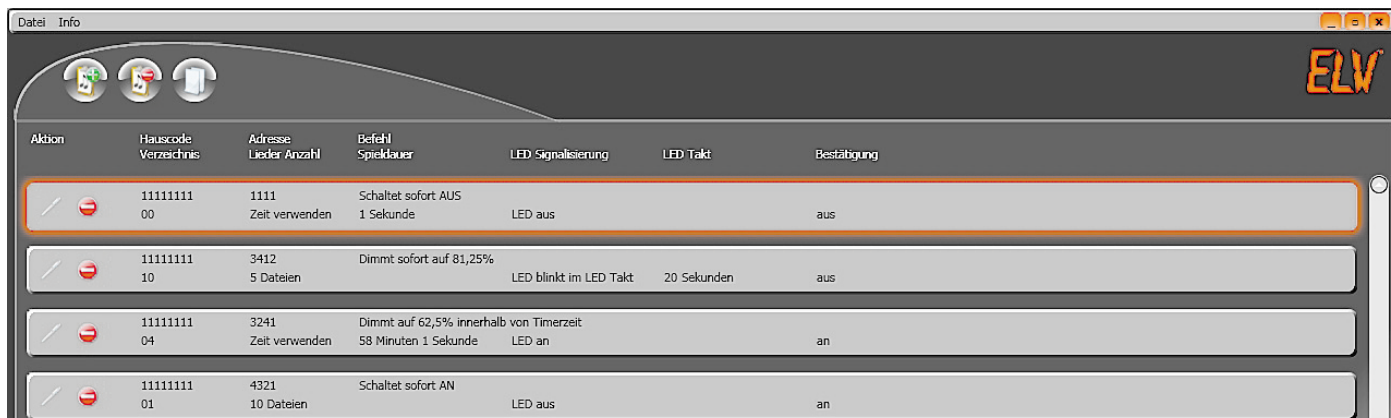 Datei Info
ELV
Aktion Hauscode Adresse Befehl
Verzeichnis Lieder Anzahl Spieldauer LED Signalisierung LED Takt Bestätigung
11111111 1111 Schaltet sofort AUS
00 Zeit verwenden 1 Sekunde LED aus aus
11111111 3412 Dimmt sofort auf 81,25%
10 5 Dateien LED blinkt im LED Takt 20 Sekunden aus
11111111 3241 Dimmt auf 62,5% innerhalb von Timerzeit
04 Zeit verwenden 58 Minuten 1 Sekunde LED an an
11111111 4321 Schaltet sofort AN
01 10 Dateien LED aus an